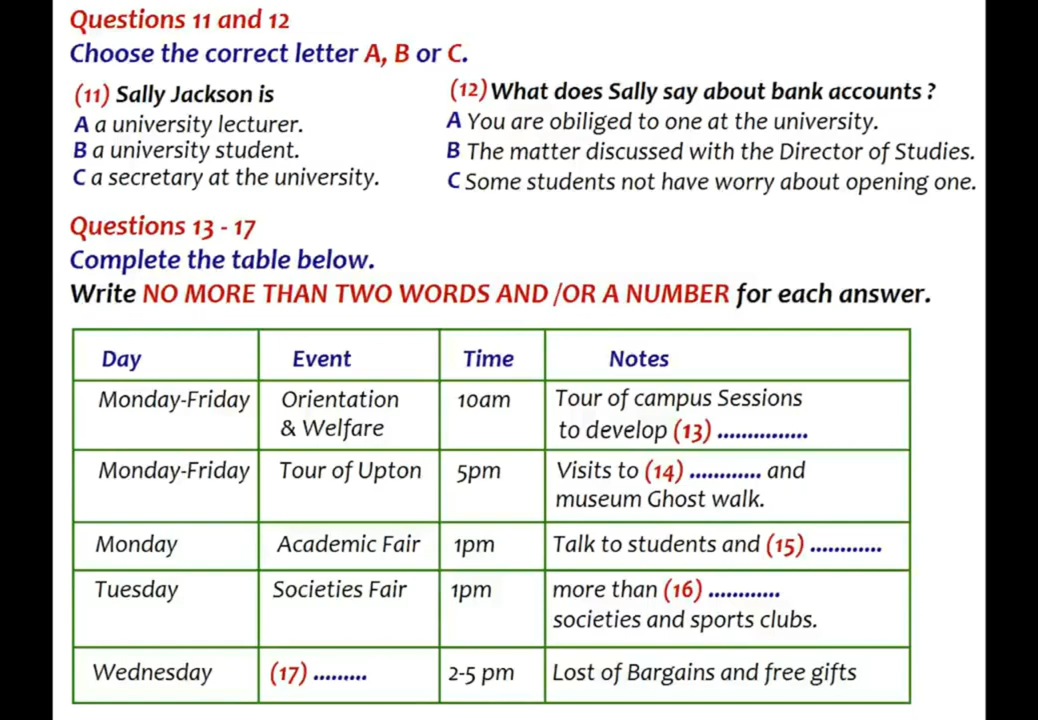 Questions 11 and 12
Choose the correct letter A, B or C.
(11) Sally Jackson is
A a university lecturer.
B a university student.
C a secretary at the university.
(12) What does Sally say about bank accounts ?
A You are obiliged to one at the university.
B The matter discussed with the Director of Studies.
C Some students not have worry about opening one.
Questions 13 - 17
Complete the table below.
Write NO MORE THAN TWO WORDS AND /OR A NUMBER for each answer.
Day Event Time Notes
Monday-Friday Orientation & Welfare 10am Tour of campus Sessions
to develop (13) ...............
Monday-Friday Tour of Upton 5pm Visits to (14) ............ and
museum Ghost walk.
Monday Academic Fair 1pm Talk to students and (15) ............
Tuesday Societies Fair 1pm more than (16) ............
societies and sports clubs.
Wednesday (17) ......... 2-5 pm Lost of Bargains and free gifts